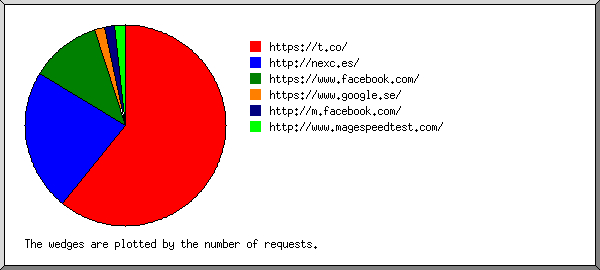 https://t.co/
http://nexc.es/
https://www.facebook.com/
https://www.google.se/
http://m.facebook.com/
http://www.magespeedtest.com/
The wedges are plotted by the number of requests.